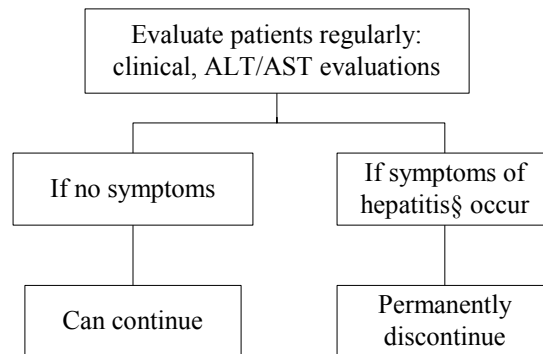 Evaluate patients regularly:
clinical, ALT/AST evaluations
If no symptoms
If symptoms of
hepatitis§ occur
Can continue
Permanently
discontinue